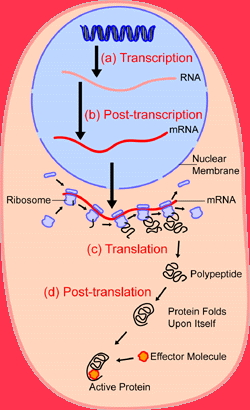 (a) Transcription
RNA
(b) Post-transcription
mRNA
Nuclear
Membrane
Ribosome
mRNA
(c) Translation
Polypeptide
(d) Post-translation
Protein Folds
Upon Itself
Effector Molecule
Active Protein